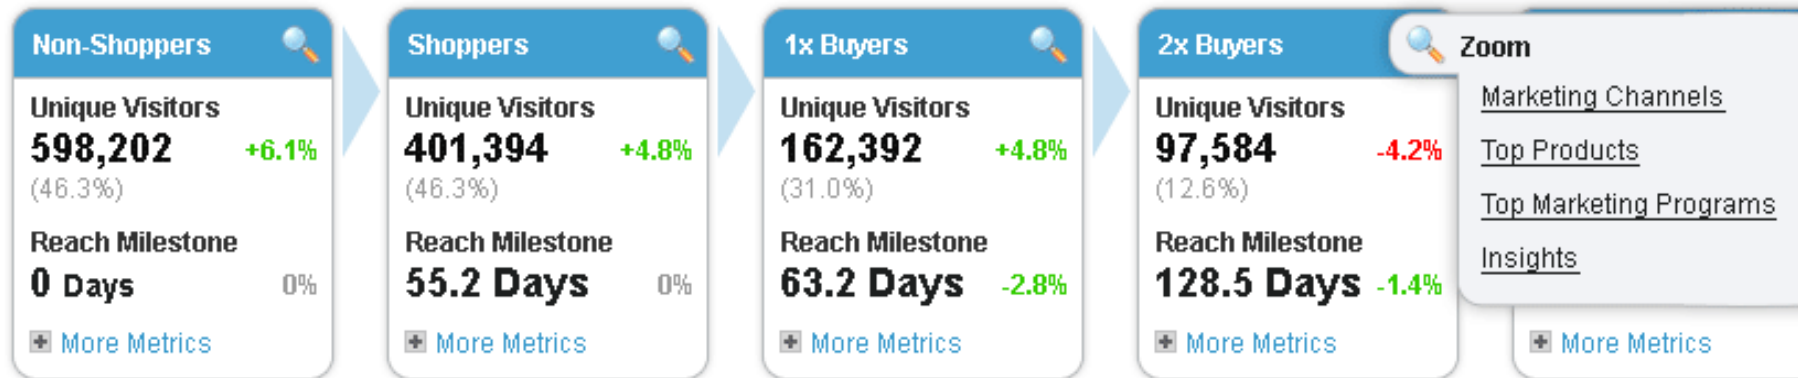 Non-Shoppers
Unique Visitors
598,202 +6.1%
(46.3%)
Reach Milestone
0 Days 0%
More Metrics
Shoppers
Unique Visitors
401,394 +4.8%
(46.3%)
Reach Milestone
55.2 Days 0%
More Metrics
1x Buyers
Unique Visitors
162,392 +4.8%
(31.0%)
Reach Milestone
63.2 Days -2.8%
More Metrics
2x Buyers
Unique Visitors
97,584 -4.2%
(12.6%)
Reach Milestone
128.5 Days -1.4%
More Metrics
Zoom
Marketing Channels
Top Products
Top Marketing Programs
Insights
More Metrics